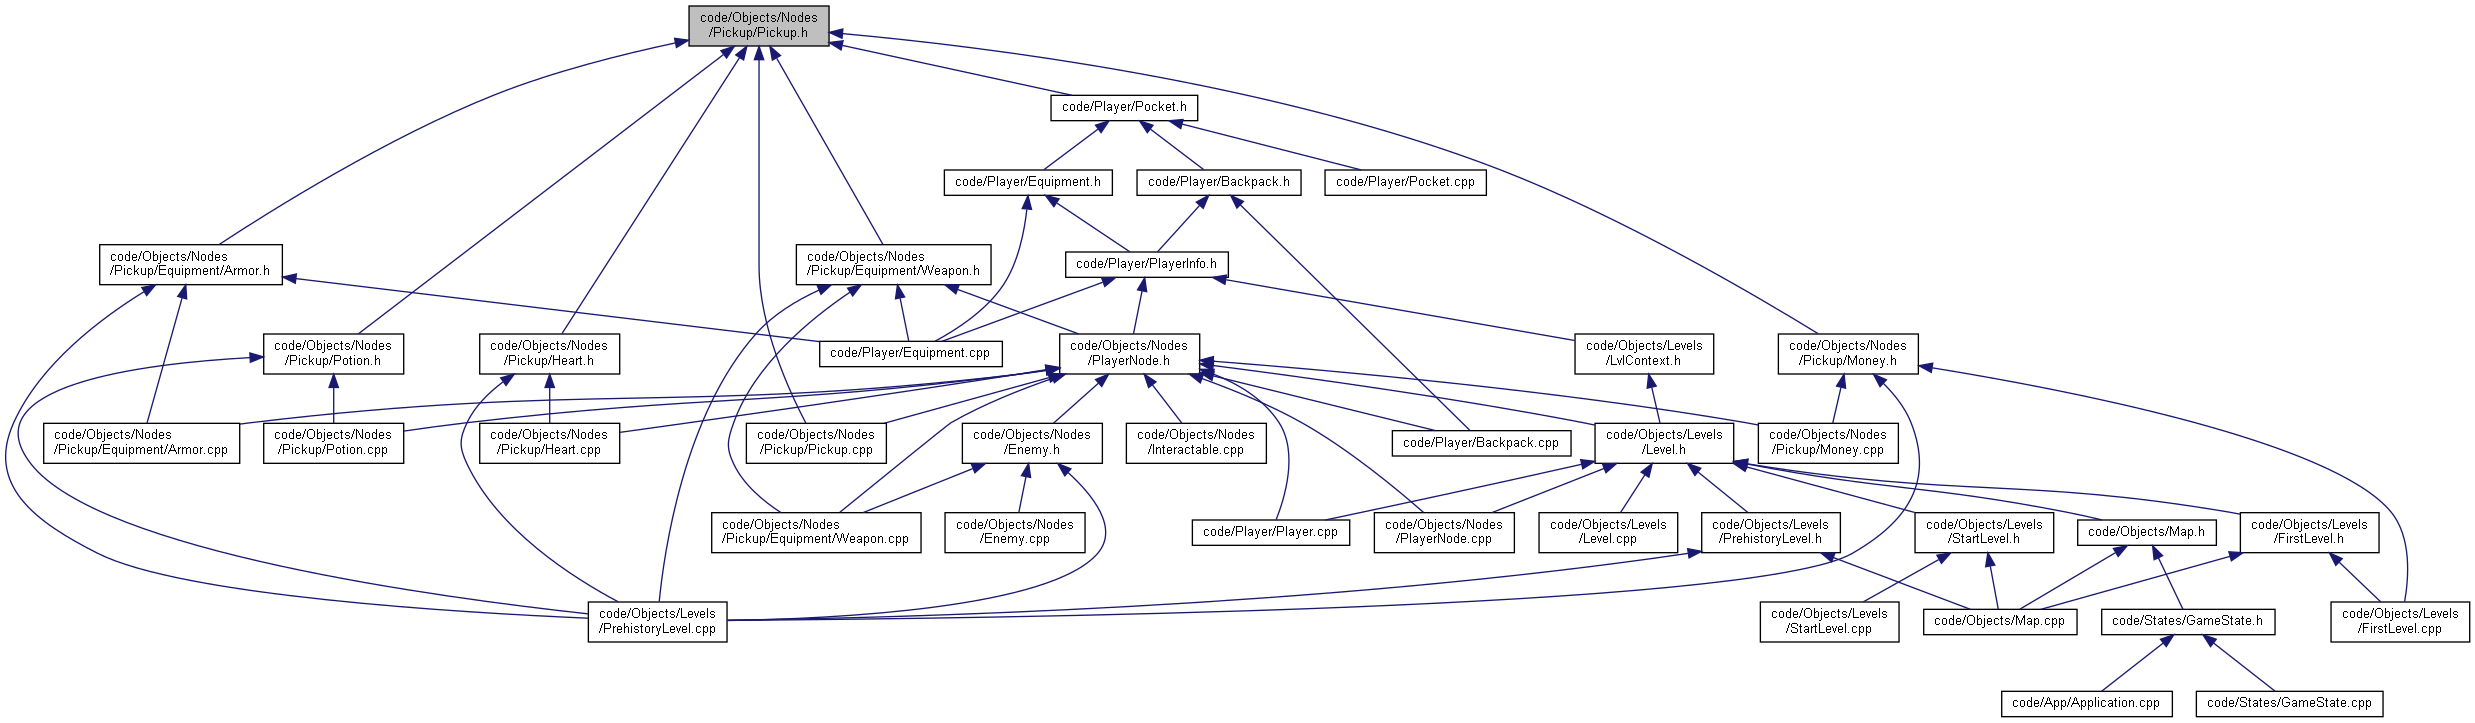 code/Objects/Nodes
/Pickup/Pickup.h
code/Player/Pocket.h
code/Player/Equipment.h
code/Player/Backpack.h
code/Player/Pocket.cpp
code/Objects/Nodes
/Pickup/Equipment/Armor.h
code/Objects/Nodes
/Pickup/Equipment/Weapon.h
code/Player/PlayerInfo.h
code/Objects/Nodes
/Pickup/Potion.h
code/Objects/Nodes
/Pickup/Heart.h
code/Player/Equipment.cpp
code/Objects/Nodes
/PlayerNode.h
code/Objects/Levels
/LvlContext.h
code/Objects/Nodes
/Pickup/Money.h
code/Objects/Nodes
/Pickup/Equipment/Armor.cpp
code/Objects/Nodes
/Pickup/Potion.cpp
code/Objects/Nodes
/Pickup/Heart.cpp
code/Objects/Nodes
/Pickup/Pickup.cpp
code/Objects/Nodes
/Enemy.h
code/Objects/Nodes
/Interactable.cpp
code/Player/Backpack.cpp
code/Objects/Levels
/Level.h
code/Objects/Nodes
/Pickup/Money.cpp
code/Objects/Nodes
/Pickup/Equipment/Weapon.cpp
code/Objects/Nodes
/Enemy.cpp
code/Player/Player.cpp
code/Objects/Nodes
/PlayerNode.cpp
code/Objects/Levels
/Level.cpp
code/Objects/Levels
/PrehistoryLevel.h
code/Objects/Levels
/StartLevel.h
code/Objects/Map.h
code/Objects/Levels
/FirstLevel.h
code/Objects/Levels
/PrehistoryLevel.cpp
code/Objects/Levels
/StartLevel.cpp
code/Objects/Map.cpp
code/States/GameState.h
code/Objects/Levels
/FirstLevel.cpp
code/App/Application.cpp
code/States/GameState.cpp